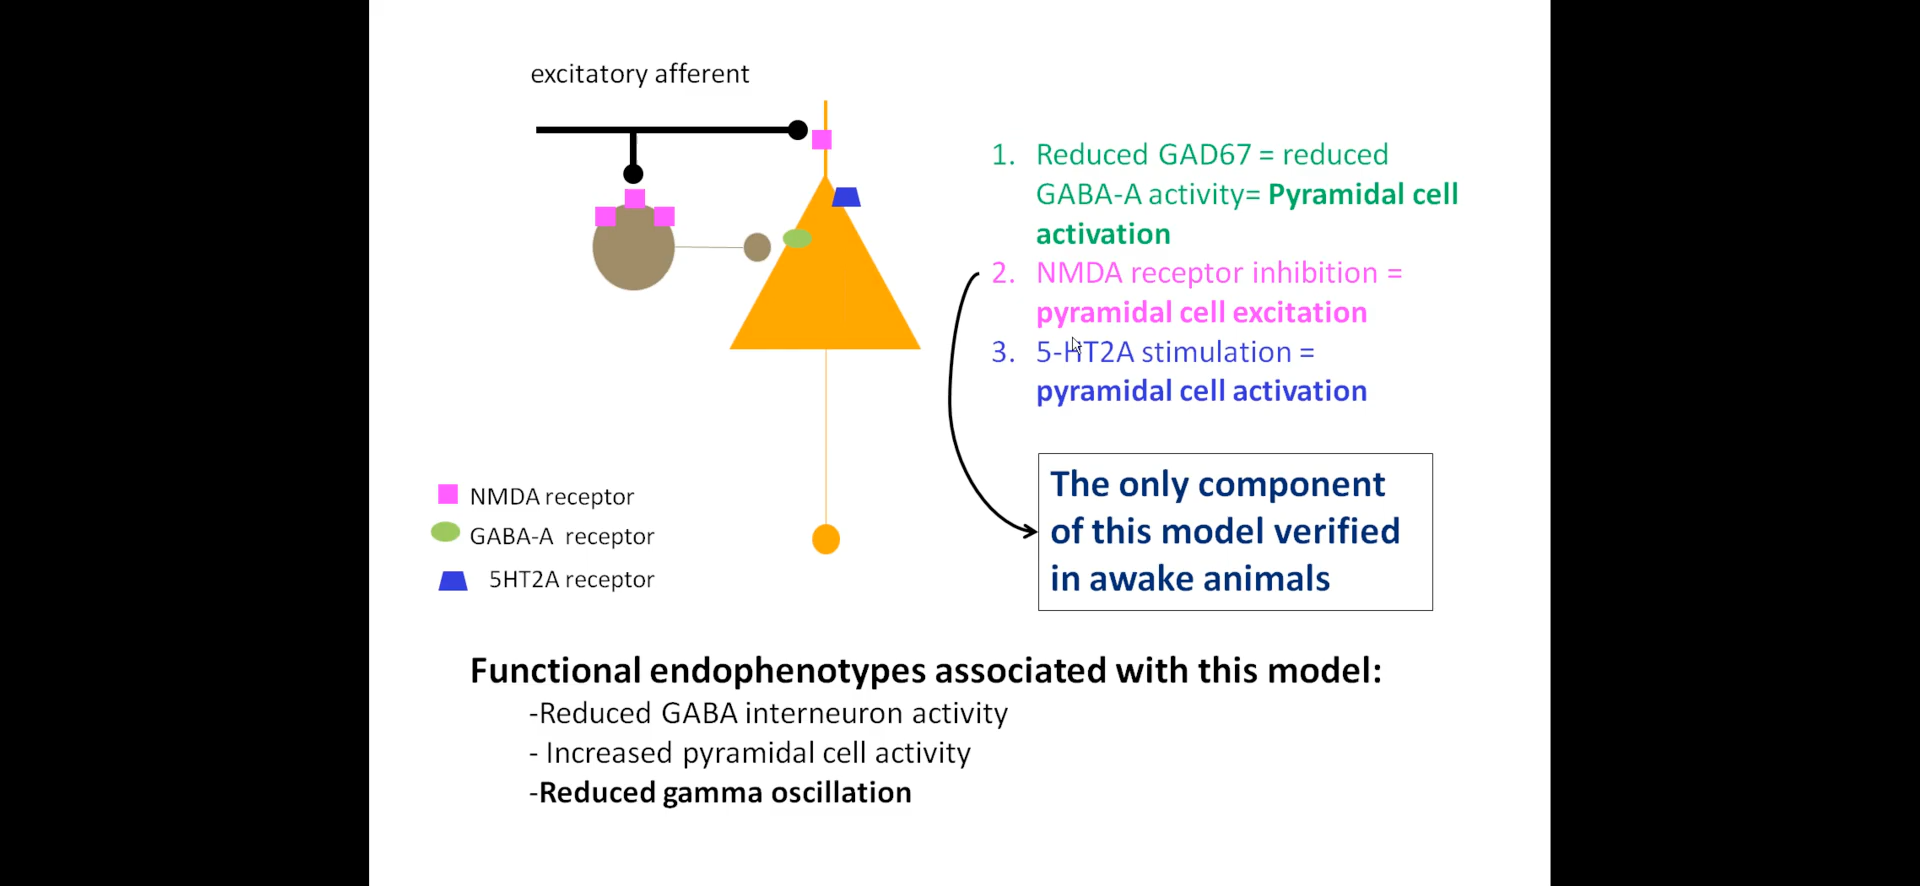 excitatory afferent
1. Reduced GAD67 = reduced
GABA-A activity= Pyramidal cell
activation
2. NMDA receptor inhibition =
pyramidal cell excitation
3. 5-HT2A stimulation =
pyramidal cell activation
The only component
of this model verified
in awake animals
NMDA receptor
GABA-A receptor
5HT2A receptor
Functional endophenotypes associated with this model:
-Reduced GABA interneuron activity
- Increased pyramidal cell activity
-Reduced gamma oscillation